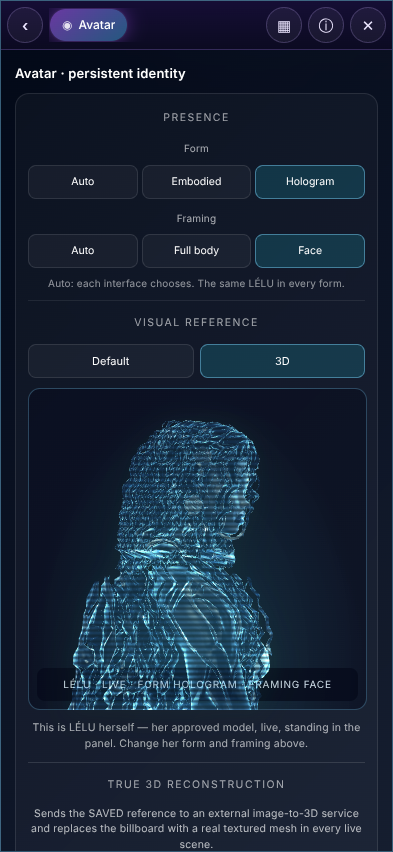 Avatar
Avatar · persistent identity
PRESENCE
Form
Auto
Embodied
Hologram
Framing
Auto
Full body
Face
Auto: each interface chooses. The same LÉLU in every form.
VISUAL REFERENCE
Default
3D
LÉLU · LIVE · FORM HOLOGRAM · FRAMING FACE
This is LÉLU herself — her approved model, live, standing in the
panel. Change her form and framing above.
TRUE 3D RECONSTRUCTION
Sends the SAVED reference to an external image-to-3D service
and replaces the billboard with a real textured mesh in every live
scene.